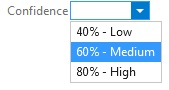 Confidence
40% - Low
60% - Medium
80% - High